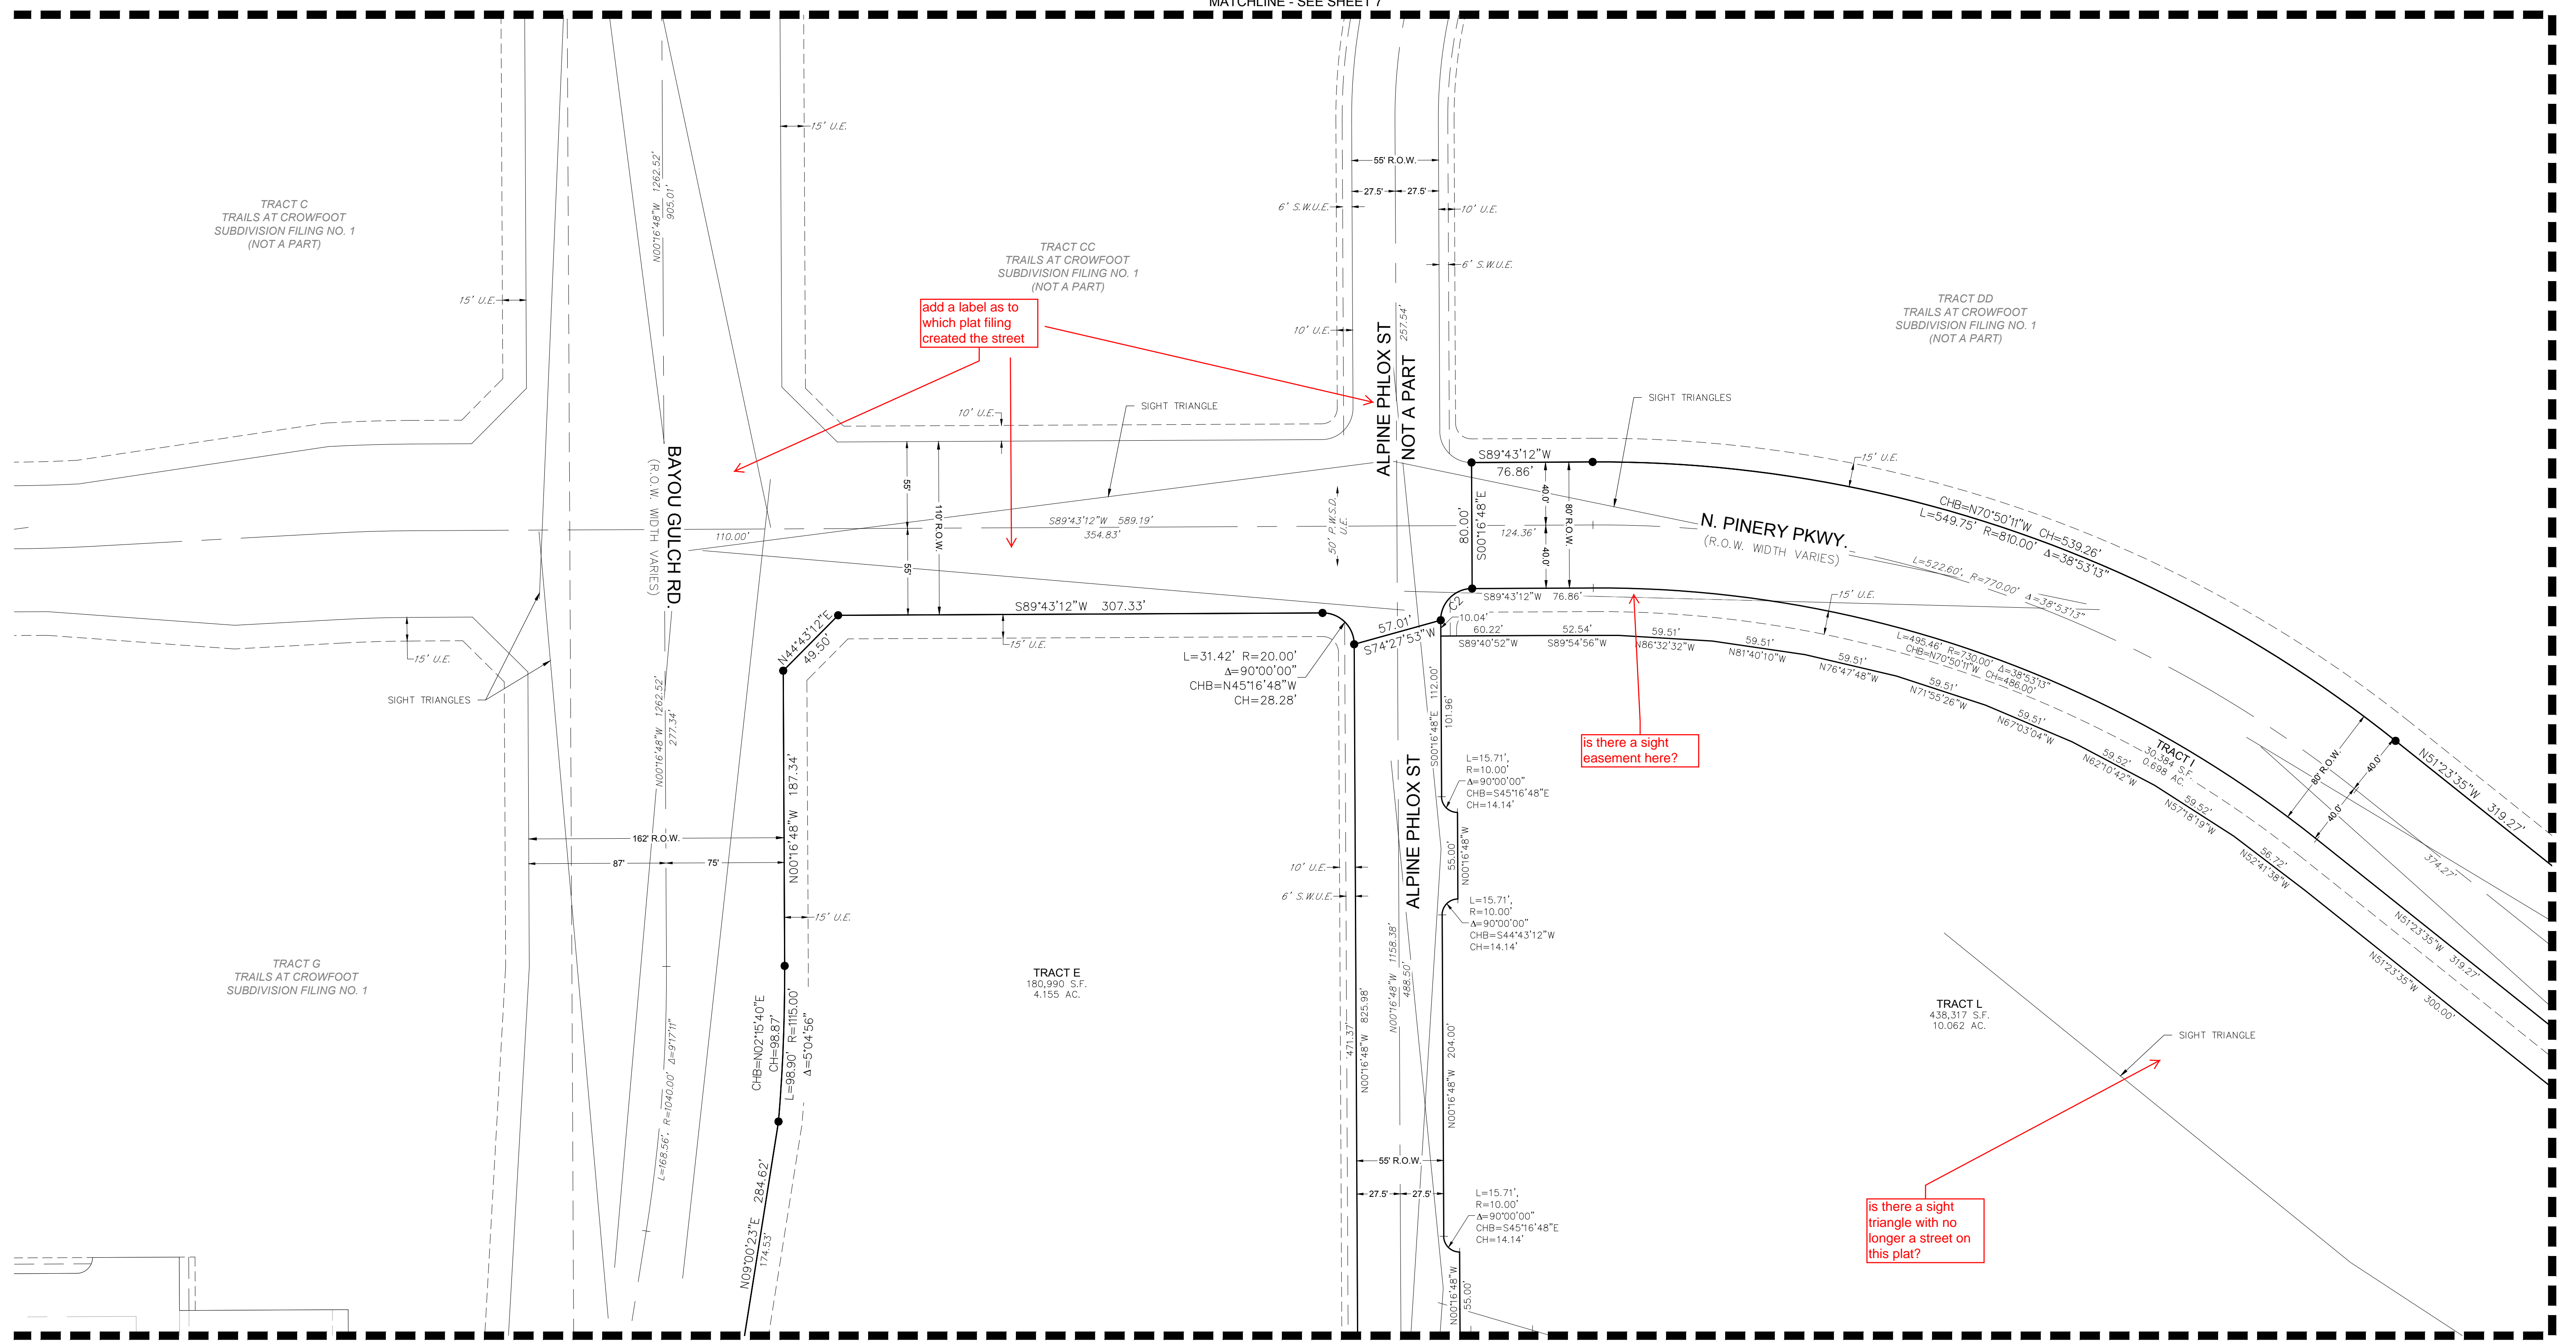 MATCHLINE - SEE SHEET 7
TRACT C
TRAILS AT CROWFOOT
SUBDIVISION FILING NO. 1
(NOT A PART)
15' U.E.
15' U.E.
N00°16'48"W 1262.52'
905.01'
TRACT CC
TRAILS AT CROWFOOT
SUBDIVISION FILING NO. 1
(NOT A PART)
55' R.O.W.
27.5'
27.5'
6' S.W.U.E.
10' U.E.
6' S.W.U.E.
10' U.E.
TRACT DD
TRAILS AT CROWFOOT
SUBDIVISION FILING NO. 1
(NOT A PART)
add a label as to
which plat filing
created the street
ALPINE PHLOX ST
NOT A PART
257.54'
10' U.E.
SIGHT TRIANGLE
SIGHT TRIANGLES
15' U.E.
BAYOU GULCH RD.
(R.O.W. WIDTH VARIES)
55'
110' R.O.W.
55'
S89°43'12"W 589.19'
354.83'
110.00'
50' P.W.S.D.
U.E.
S89°43'12"W
76.86'
80.00'
S00°16'48"E
40.0'
80' R.O.W.
40.0'
124.36'
N. PINERY PKWY.
(R.O.W. WIDTH VARIES)
CHB=N70°50'11"W CH=539.26'
L=549.75' R=810.00' Δ=38°53'13"
L=522.60', R=770.00' Δ=38°53'13"
S89°43'12"W 76.86'
15' U.E.
L=495.46' R=730.00' Δ=38°53'13"
CHB=N70°50'11"W CH=486.00'
S89°43'12"W 307.33'
N44°43'12"E
49.50'
15' U.E.
57.01'
S74°27'53"W
C2
10.04'
60.22'
S89°40'52"W
52.54'
S89°54'56"W
59.51'
N86°32'32"W
59.51'
N81°40'10"W
59.51'
N76°47'48"W
59.51'
N71°55'26"W
59.51'
N67°03'04"W
59.52'
N62°10'42"W
59.52'
N57°18'19"W
56.72'
N52°41'38"W
TRACT I
30,384 S.F.
0.698 AC.
80' R.O.W.
40.0'
40.0'
N51°23'35"W 319.27'
374.27'
N51°23'35"W 319.27'
N51°23'35"W 300.00'
L=31.42' R=20.00'
Δ=90°00'00"
CHB=N45°16'48"W
CH=28.28'
15' U.E.
SIGHT TRIANGLES
N00°16'48"W 1262.52'
277.34'
is there a sight
easement here?
S00°16'48"E 112.00'
101.96'
L=15.71',
R=10.00'
Δ=90°00'00"
CHB=S45°16'48"E
CH=14.14'
55.00'
N00°16'48"W
N00°16'48"W 187.34'
162' R.O.W.
87'
75'
15' U.E.
ALPINE PHLOX ST
10' U.E.
6' S.W.U.E.
L=15.71',
R=10.00'
Δ=90°00'00"
CHB=S44°43'12"W
CH=14.14'
TRACT G
TRAILS AT CROWFOOT
SUBDIVISION FILING NO. 1
TRACT E
180,990 S.F.
4.155 AC.
TRACT L
438,317 S.F.
10.062 AC.
SIGHT TRIANGLE
CHB=N02°15'40"E
CH=98.87'
L=98.90' R=1115.00'
Δ=5°04'56"
L=168.56', R=1040.00' Δ=9°17'11"
471.37'
N00°16'48"W 825.98'
N00°16'48"W 1158.38'
488.50'
N00°16'48"W 204.00'
55' R.O.W.
27.5'
27.5'
L=15.71',
R=10.00'
Δ=90°00'00"
CHB=S45°16'48"E
CH=14.14'
N00°16'48"W
55.00'
N09°00'23"E 284.62'
174.53'
is there a sight
triangle with no
longer a street on
this plat?